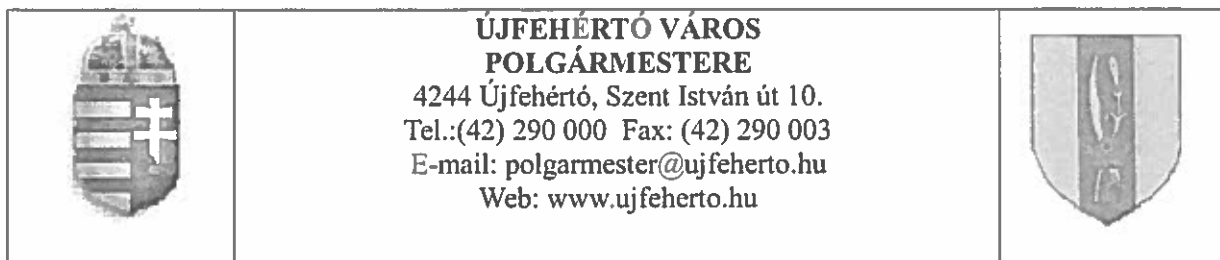 ÚJFEHÉRTÓ VÁROS
POLGÁRMESTERE
4244 Újfehértó, Szent István út 10.
Tel.:(42) 290 000 Fax: (42) 290 003
E-mail: polgarmester@ujfeherto.hu
Web: www.ujfeherto.hu